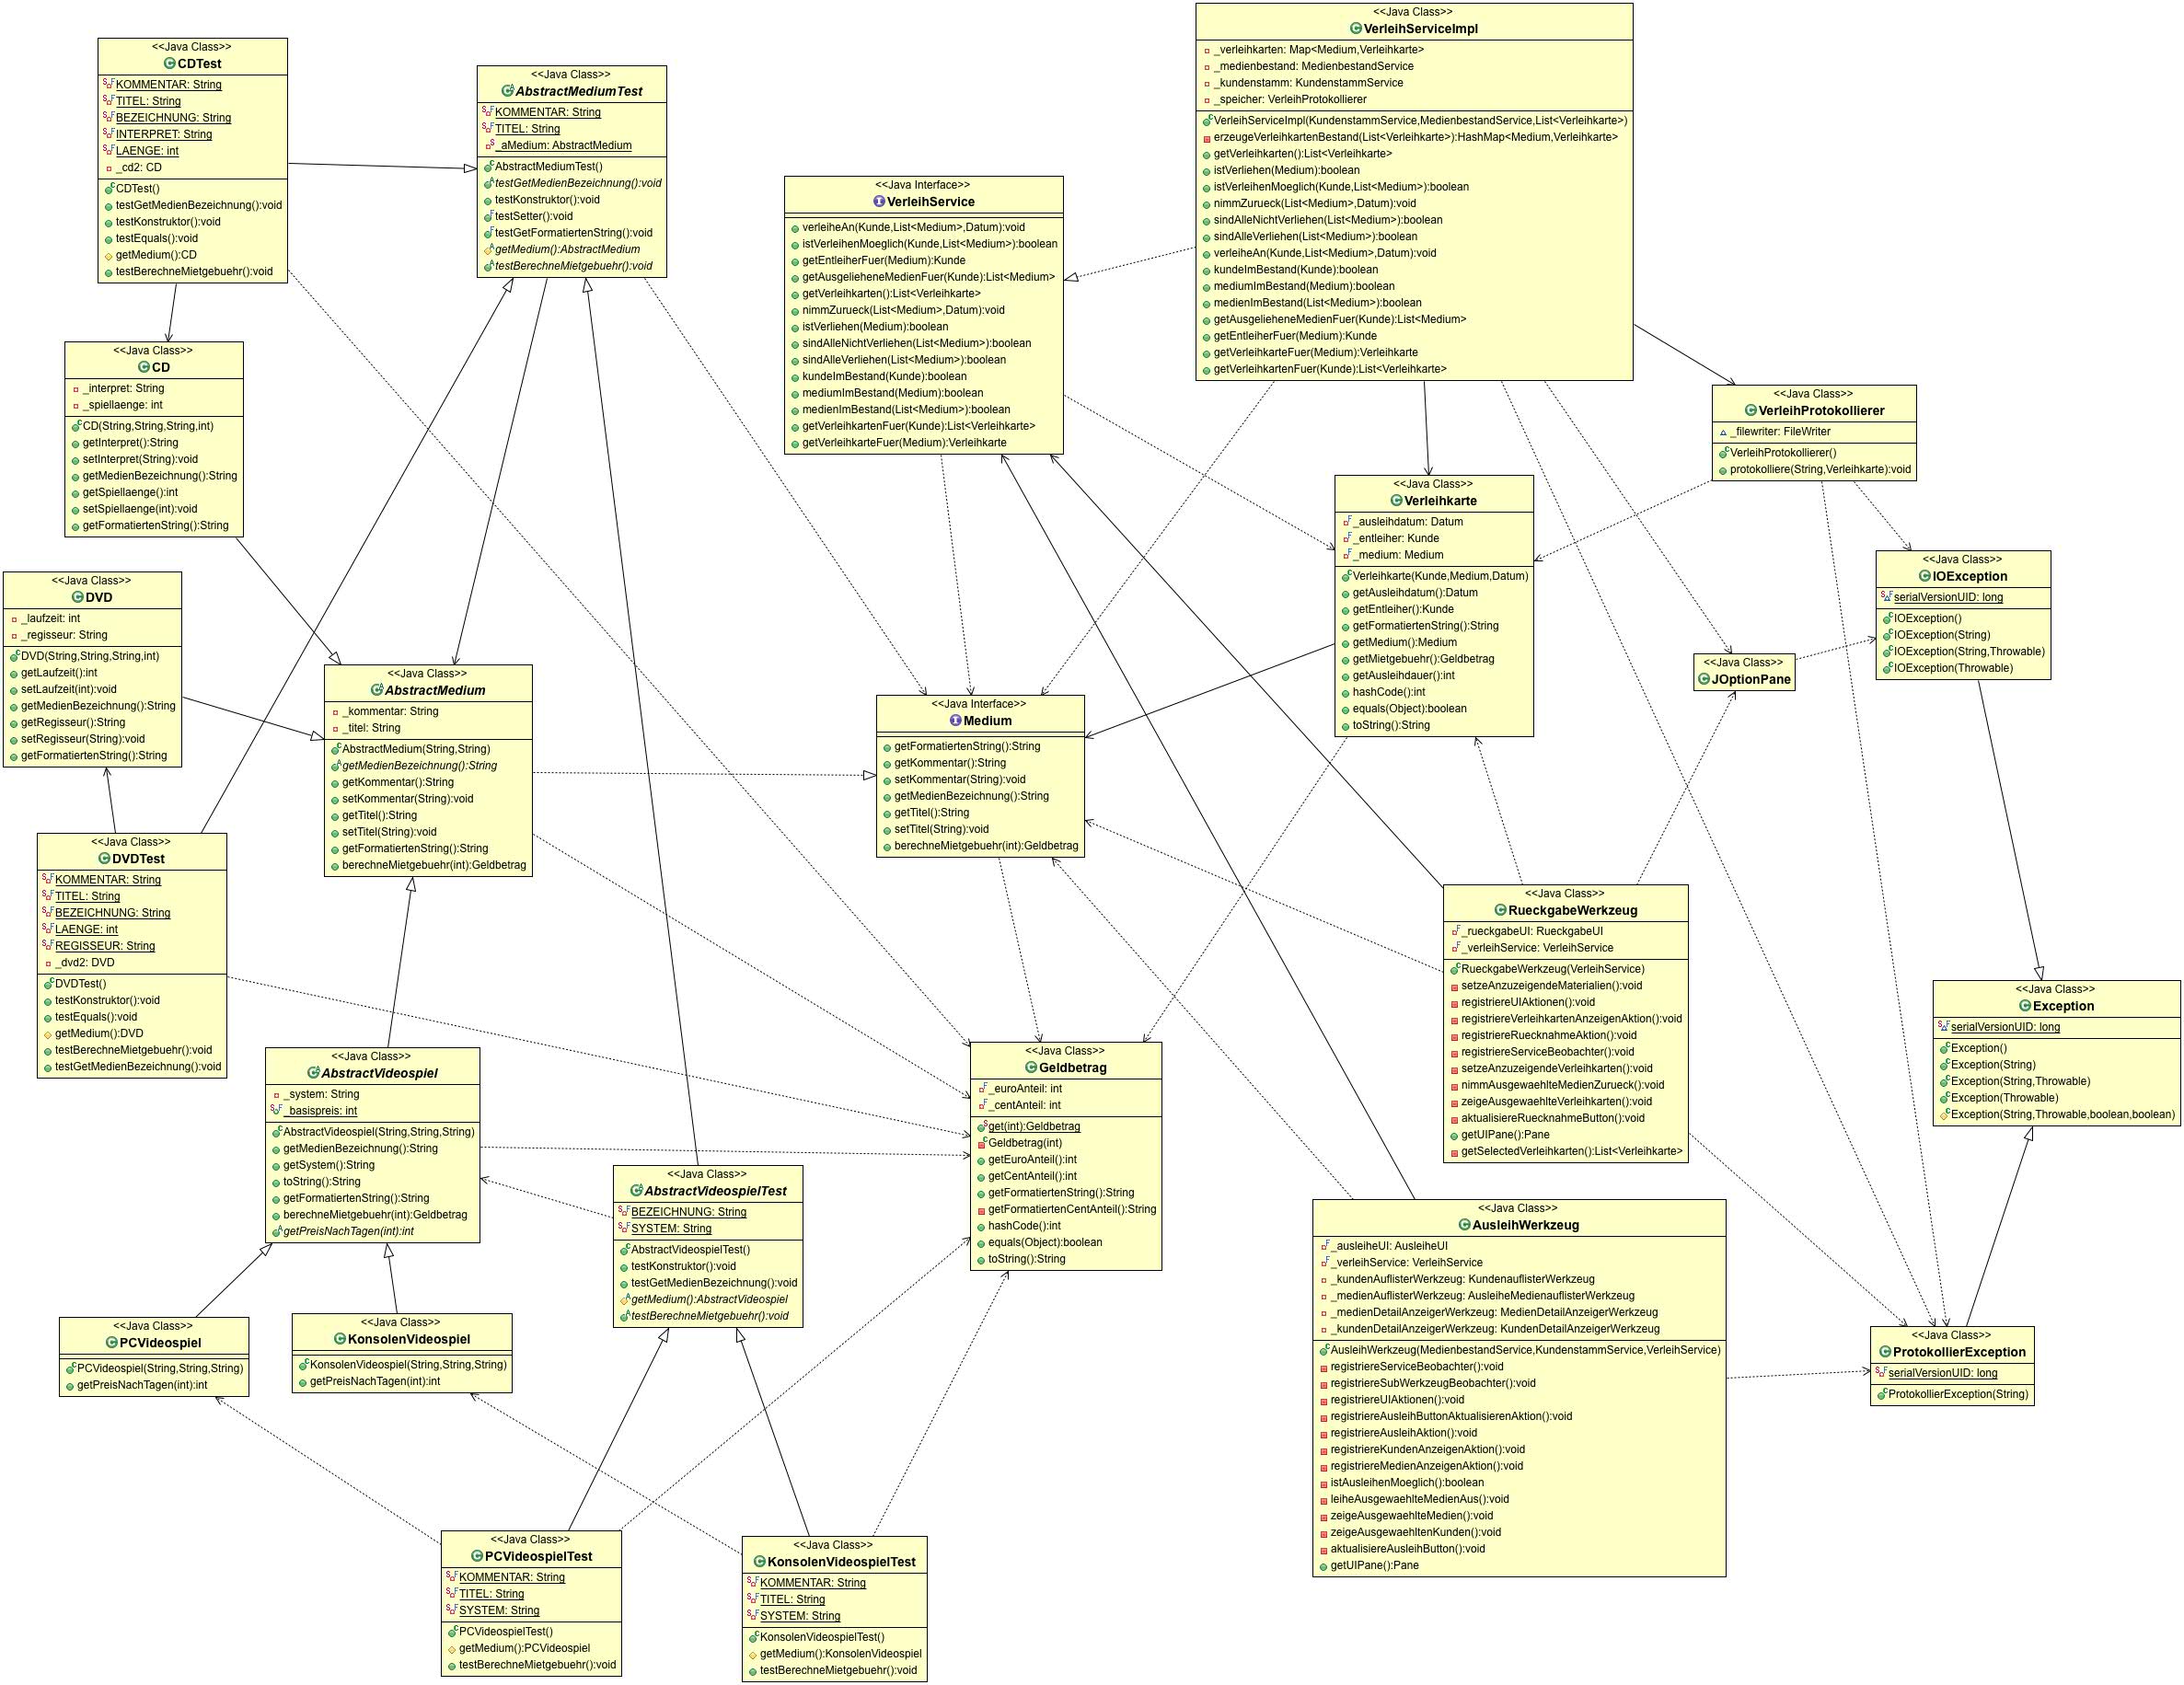 <<Java Class>>
VerleihServiceImpl
_verleihkarten: Map<Medium,Verleihkarte>
_medienbestand: MedienbestandService
_kundenstamm: KundenstammService
_speicher: VerleihProtokollierer
VerleihServiceImpl(KundenstammService,MedienbestandService,List<Verleihkarte>)
erzeugeVerleihkartenBestand(List<Verleihkarte>):HashMap<Medium,Verleihkarte>
getVerleihkarten():List<Verleihkarte>
istVerliehen(Medium):boolean
istVerleihenMoeglich(Kunde,List<Medium>):boolean
nimmZurueck(List<Medium>,Datum):void
sindAlleNichtVerliehen(List<Medium>):boolean
sindAlleVerliehen(List<Medium>):boolean
verleiheAn(Kunde,List<Medium>,Datum):void
kundeImBestand(Kunde):boolean
mediumImBestand(Medium):boolean
medienImBestand(List<Medium>):boolean
getAusgelieheneMedienFuer(Kunde):List<Medium>
getEntleiherFuer(Medium):Kunde
getVerleihkarteFuer(Medium):Verleihkarte
getVerleihkartenFuer(Kunde):List<Verleihkarte>
<<Java Class>>
CDTest
KOMMENTAR: String
TITEL: String
BEZEICHNUNG: String
INTERPRET: String
LAENGE: int
_cd2: CD
CDTest()
testGetMedienBezeichnung():void
testKonstruktor():void
testEquals():void
getMedium():CD
testBerechneMietgebuehr():void
<<Java Class>>
AbstractMediumTest
KOMMENTAR: String
TITEL: String
_aMedium: AbstractMedium
AbstractMediumTest()
testGetMedienBezeichnung():void
testKonstruktor():void
testSetter():void
testGetFormatiertenString():void
getMedium():AbstractMedium
testBerechneMietgebuehr():void
<<Java Interface>>
VerleihService
verleiheAn(Kunde,List<Medium>,Datum):void
istVerleihenMoeglich(Kunde,List<Medium>):boolean
getEntleiherFuer(Medium):Kunde
getAusgelieheneMedienFuer(Kunde):List<Medium>
getVerleihkarten():List<Verleihkarte>
nimmZurueck(List<Medium>,Datum):void
istVerliehen(Medium):boolean
sindAlleNichtVerliehen(List<Medium>):boolean
sindAlleVerliehen(List<Medium>):boolean
kundeImBestand(Kunde):boolean
mediumImBestand(Medium):boolean
medienImBestand(List<Medium>):boolean
getVerleihkartenFuer(Kunde):List<Verleihkarte>
getVerleihkarteFuer(Medium):Verleihkarte
<<Java Class>>
CD
_interpret: String
_spiellaenge: int
CD(String,String,String,int)
getInterpret():String
setInterpret(String):void
getMedienBezeichnung():String
getSpiellaenge():int
setSpiellaenge(int):void
getFormatiertenString():String
<<Java Class>>
VerleihProtokollierer
_filewriter: FileWriter
VerleihProtokollierer()
protokolliere(String,Verleihkarte):void
<<Java Class>>
Verleihkarte
_ausleihdatum: Datum
_entleiher: Kunde
_medium: Medium
Verleihkarte(Kunde,Medium,Datum)
getAusleihdatum():Datum
getEntleiher():Kunde
getFormatiertenString():String
getMedium():Medium
getMietgebuehr():Geldbetrag
getAusleihdauer():int
hashCode():int
equals(Object):boolean
toString():String
<<Java Class>>
IOException
serialVersionUID: long
IOException()
IOException(String)
IOException(String,Throwable)
IOException(Throwable)
<<Java Class>>
DVD
_laufzeit: int
_regisseur: String
DVD(String,String,String,int)
getLaufzeit():int
setLaufzeit(int):void
getMedienBezeichnung():String
getRegisseur():String
setRegisseur(String):void
getFormatiertenString():String
<<Java Class>>
JOptionPane
<<Java Class>>
AbstractMedium
_kommentar: String
_titel: String
AbstractMedium(String,String)
getMedienBezeichnung():String
getKommentar():String
setKommentar(String):void
getTitel():String
setTitel(String):void
getFormatiertenString():String
berechneMietgebuehr(int):Geldbetrag
<<Java Interface>>
Medium
getFormatiertenString():String
getKommentar():String
setKommentar(String):void
getMedienBezeichnung():String
getTitel():String
setTitel(String):void
berechneMietgebuehr(int):Geldbetrag
<<Java Class>>
DVDTest
KOMMENTAR: String
TITEL: String
BEZEICHNUNG: String
LAENGE: int
REGISSEUR: String
_dvd2: DVD
DVDTest()
testKonstruktor():void
testEquals():void
getMedium():DVD
testBerechneMietgebuehr():void
testGetMedienBezeichnung():void
<<Java Class>>
RueckgabeWerkzeug
_rueckgabeUI: RueckgabeUI
_verleihService: VerleihService
RueckgabeWerkzeug(VerleihService)
setzeAnzuzeigendeMaterialien():void
registriereUIAktionen():void
registriereVerleihkartenAnzeigenAktion():void
registriereRuecknahmeAktion():void
registriereServiceBeobachter():void
setzeAnzuzeigendeVerleihkarten():void
nimmAusgewaehlteMedienZurueck():void
zeigeAusgewaehlteVerleihkarten():void
aktualisiereRuecknahmeButton():void
getUIPane():Pane
getSelectedVerleihkarten():List<Verleihkarte>
<<Java Class>>
Exception
serialVersionUID: long
Exception()
Exception(String)
Exception(String,Throwable)
Exception(Throwable)
Exception(String,Throwable,boolean,boolean)
<<Java Class>>
AbstractVideospiel
_system: String
_basispreis: int
AbstractVideospiel(String,String,String)
getMedienBezeichnung():String
getSystem():String
toString():String
getFormatiertenString():String
berechneMietgebuehr(int):Geldbetrag
getPreisNachTagen(int):int
<<Java Class>>
Geldbetrag
_euroAnteil: int
_centAnteil: int
get(int):Geldbetrag
Geldbetrag(int)
getEuroAnteil():int
getCentAnteil():int
getFormatiertenString():String
getFormatiertenCentAnteil():String
hashCode():int
equals(Object):boolean
toString():String
<<Java Class>>
AbstractVideospielTest
BEZEICHNUNG: String
SYSTEM: String
AbstractVideospielTest()
testKonstruktor():void
testGetMedienBezeichnung():void
getMedium():AbstractVideospiel
testBerechneMietgebuehr():void
<<Java Class>>
AusleihWerkzeug
_ausleiheUI: AusleiheUI
_verleihService: VerleihService
_kundenAuflisterWerkzeug: KundenauflisterWerkzeug
_medienAuflisterWerkzeug: AusleiheMedienauflisterWerkzeug
_medienDetailAnzeigerWerkzeug: MedienDetailAnzeigerWerkzeug
_kundenDetailAnzeigerWerkzeug: KundenDetailAnzeigerWerkzeug
AusleihWerkzeug(MedienbestandService,KundenstammService,VerleihService)
registriereServiceBeobachter():void
registriereSubWerkzeugBeobachter():void
registriereUIAktionen():void
registriereAusleihButtonAktualisierenAktion():void
registriereAusleihAktion():void
registriereKundenAnzeigenAktion():void
registriereMedienAnzeigenAktion():void
istAusleihenMoeglich():boolean
leiheAusgewaehlteMedienAus():void
zeigeAusgewaehlteMedien():void
zeigeAusgewaehltenKunden():void
aktualisiereAusleihButton():void
getUIPane():Pane
<<Java Class>>
PCVideospiel
PCVideospiel(String,String,String)
getPreisNachTagen(int):int
<<Java Class>>
KonsolenVideospiel
KonsolenVideospiel(String,String,String)
getPreisNachTagen(int):int
<<Java Class>>
ProtokollierException
serialVersionUID: long
ProtokollierException(String)
<<Java Class>>
PCVideospielTest
KOMMENTAR: String
TITEL: String
SYSTEM: String
PCVideospielTest()
getMedium():PCVideospiel
testBerechneMietgebuehr():void
<<Java Class>>
KonsolenVideospielTest
KOMMENTAR: String
TITEL: String
SYSTEM: String
KonsolenVideospielTest()
getMedium():KonsolenVideospiel
testBerechneMietgebuehr():void